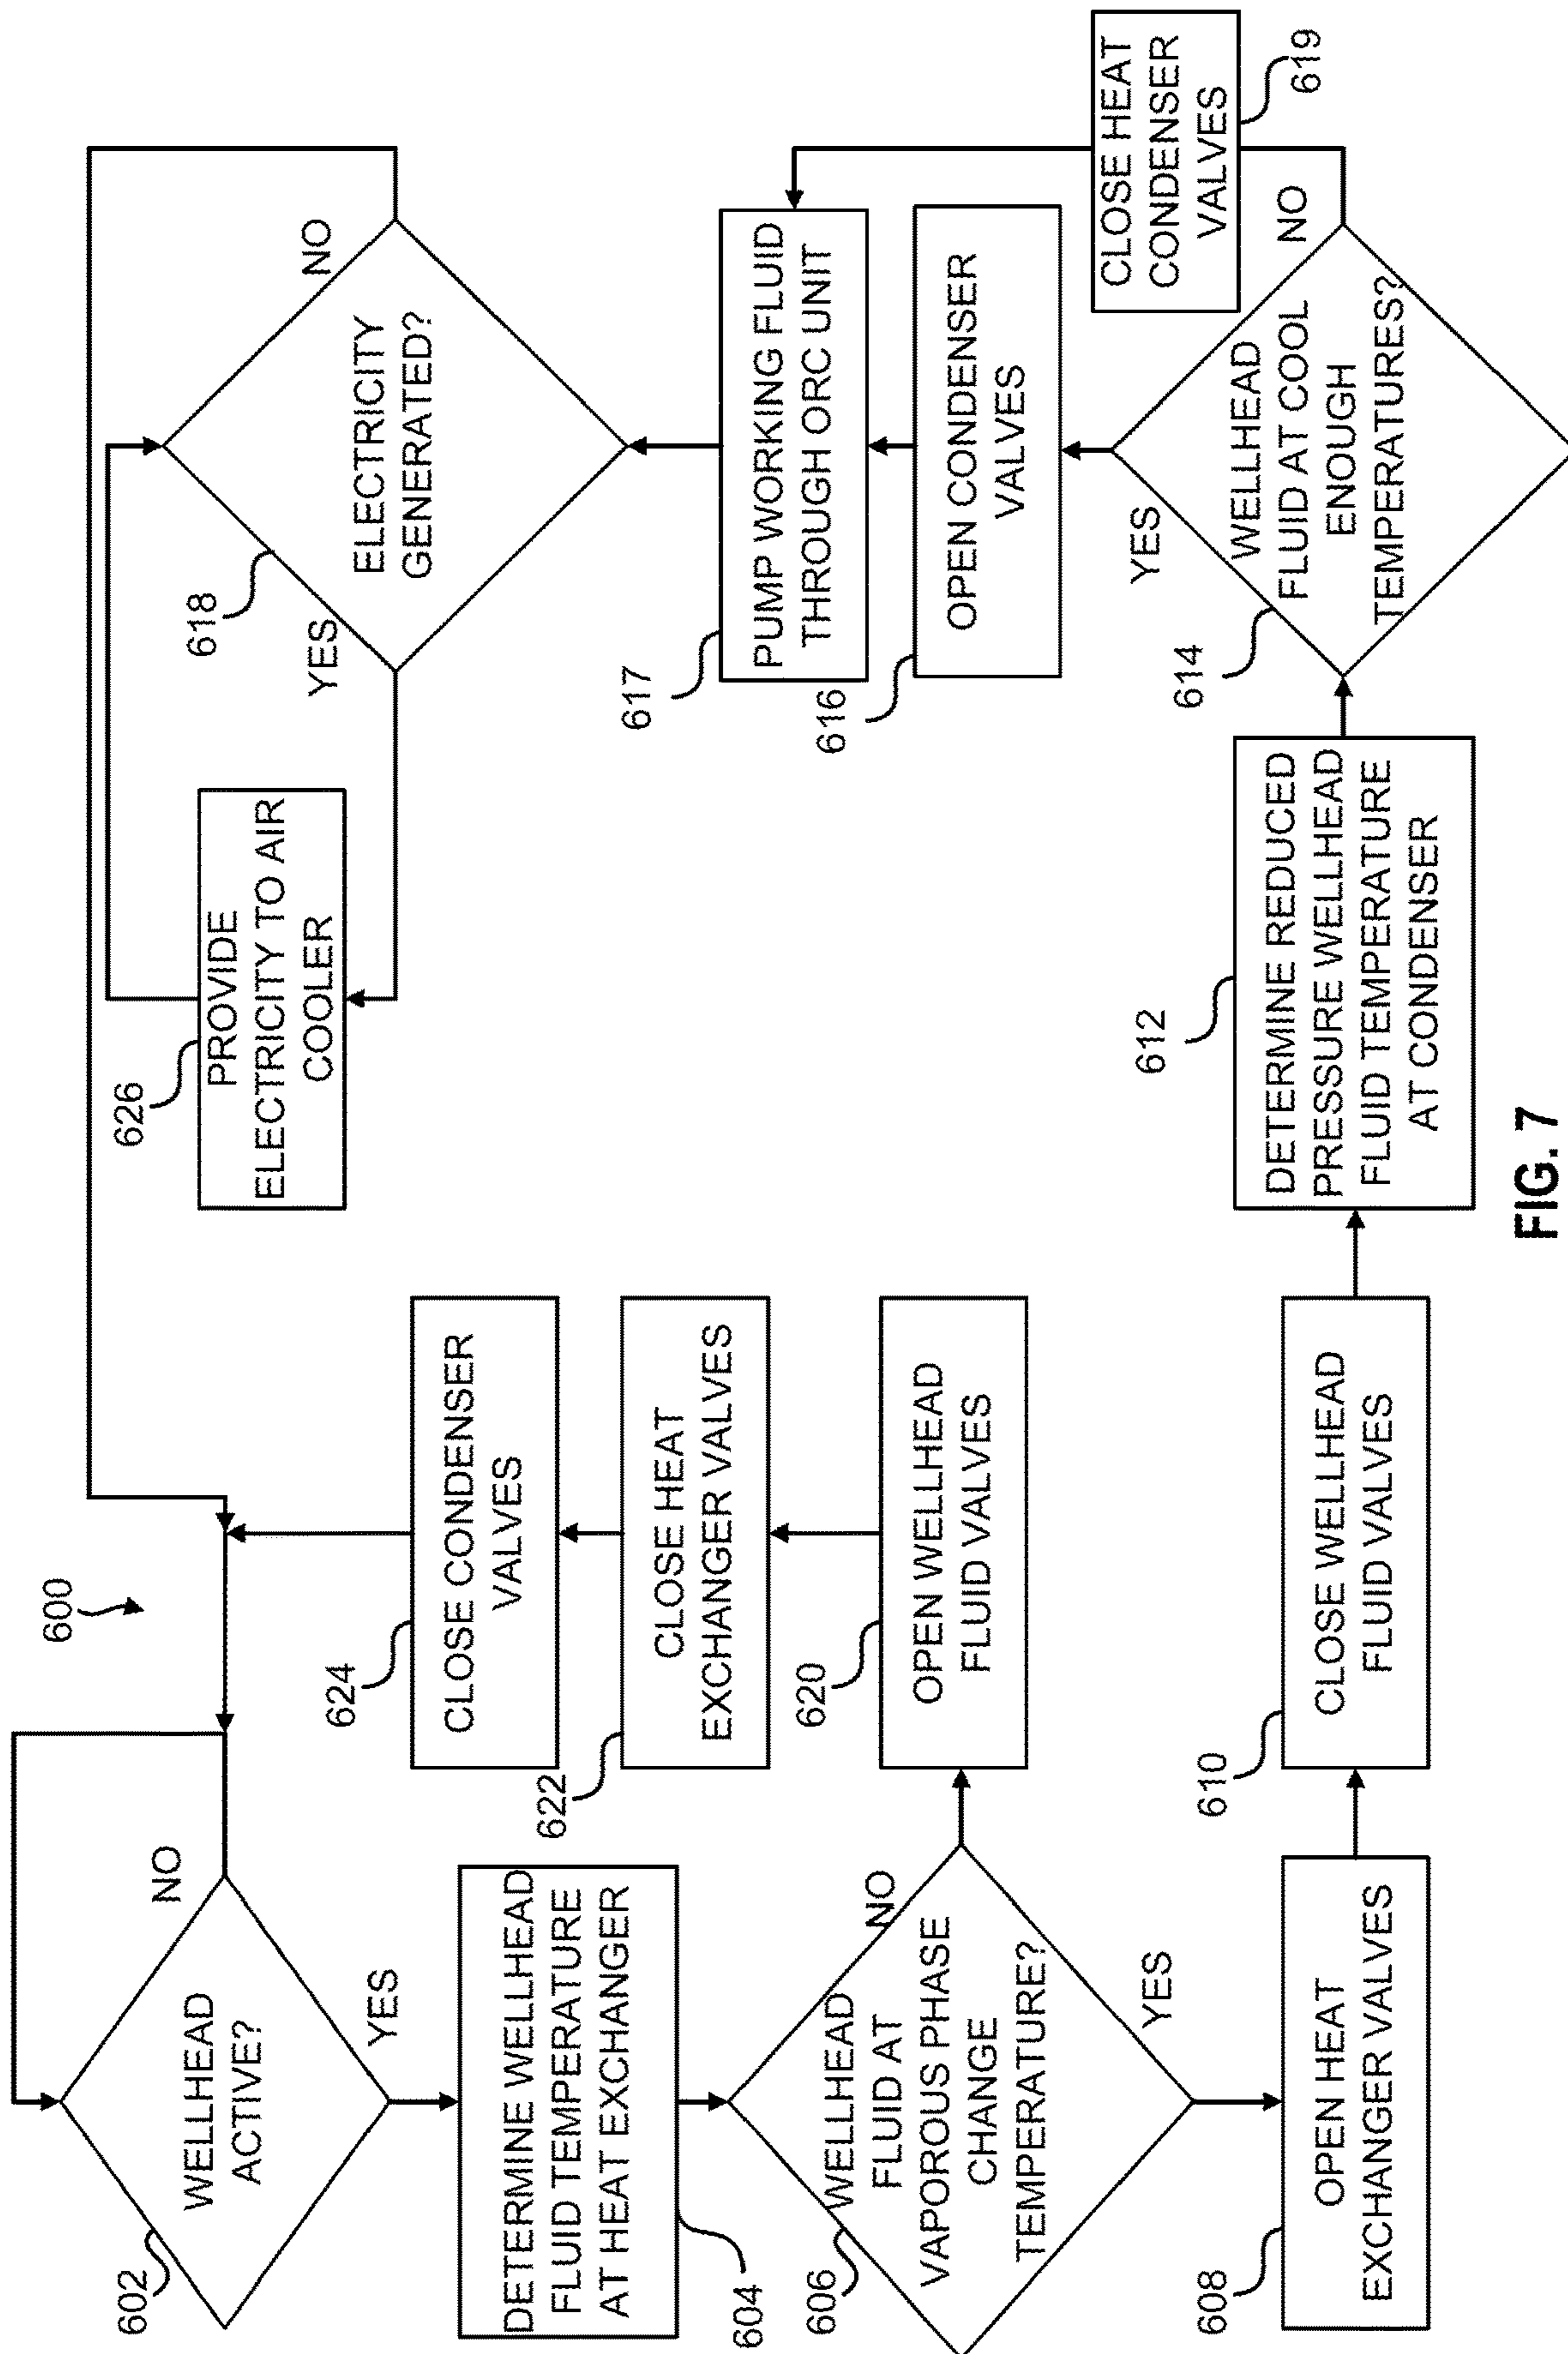 600
602
WELLHEAD
ACTIVE?
NO
YES
DETERMINE WELLHEAD
FLUID TEMPERATURE
AT HEAT EXCHANGER
604
606
WELLHEAD
FLUID AT
VAPOROUS PHASE
CHANGE
TEMPERATURE?
NO
YES
608
OPEN HEAT
EXCHANGER VALVES
624
CLOSE CONDENSER
VALVES
622
CLOSE HEAT
EXCHANGER VALVES
620
OPEN WELLHEAD
FLUID VALVES
610
CLOSE WELLHEAD
FLUID VALVES
626
PROVIDE
ELECTRICITY TO AIR
COOLER
612
DETERMINE REDUCED
PRESSURE WELLHEAD
FLUID TEMPERATURE
AT CONDENSER
618
ELECTRICITY
GENERATED?
YES
NO
617
PUMP WORKING FLUID
THROUGH ORC UNIT
616
OPEN CONDENSER
VALVES
614
WELLHEAD
FLUID AT COOL
ENOUGH
TEMPERATURES?
YES
NO
CLOSE HEAT
CONDENSER
VALVES
619
FIG. 7